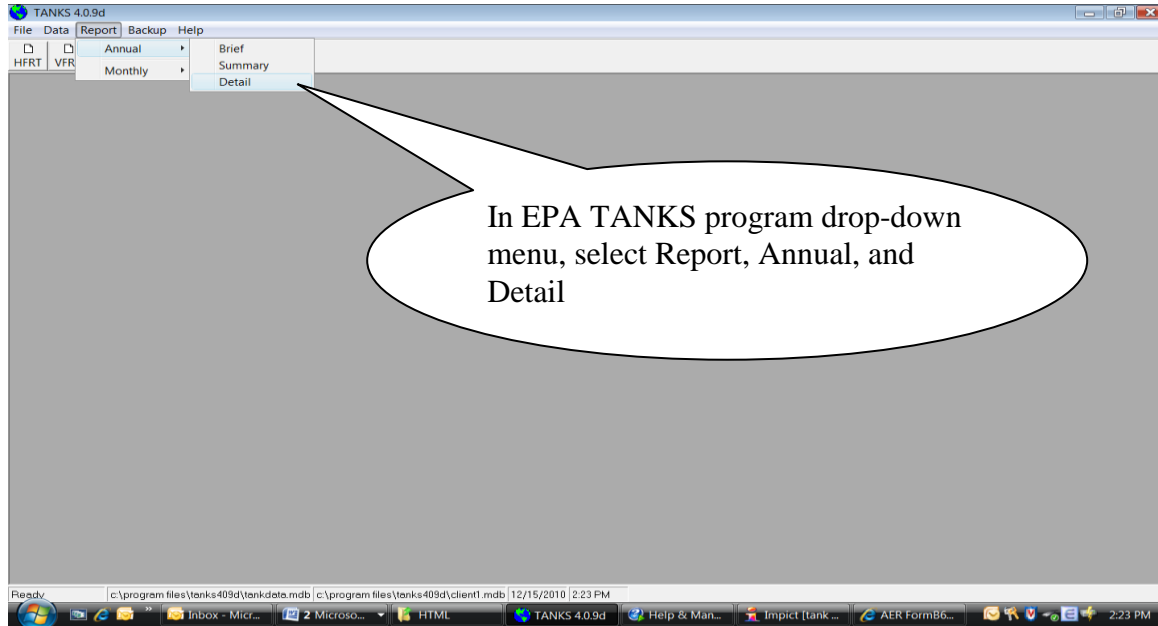 TANKS 4.0.9d
File Data Report Backup Help
HFRT VFR
Annual
Monthly
Brief
Summary
Detail
In EPA TANKS program drop-down
menu, select Report, Annual, and
Detail
Ready c:\program files\tanks409d\tankdata.mdb c:\program files\tanks409d\client1.mdb 12/15/2010 2:23 PM
Inbox - Micr... 2 Microso... HTML TANKS 4.0.9d Help & Man... Impict [tank ... AER FormB6... 2:23 PM